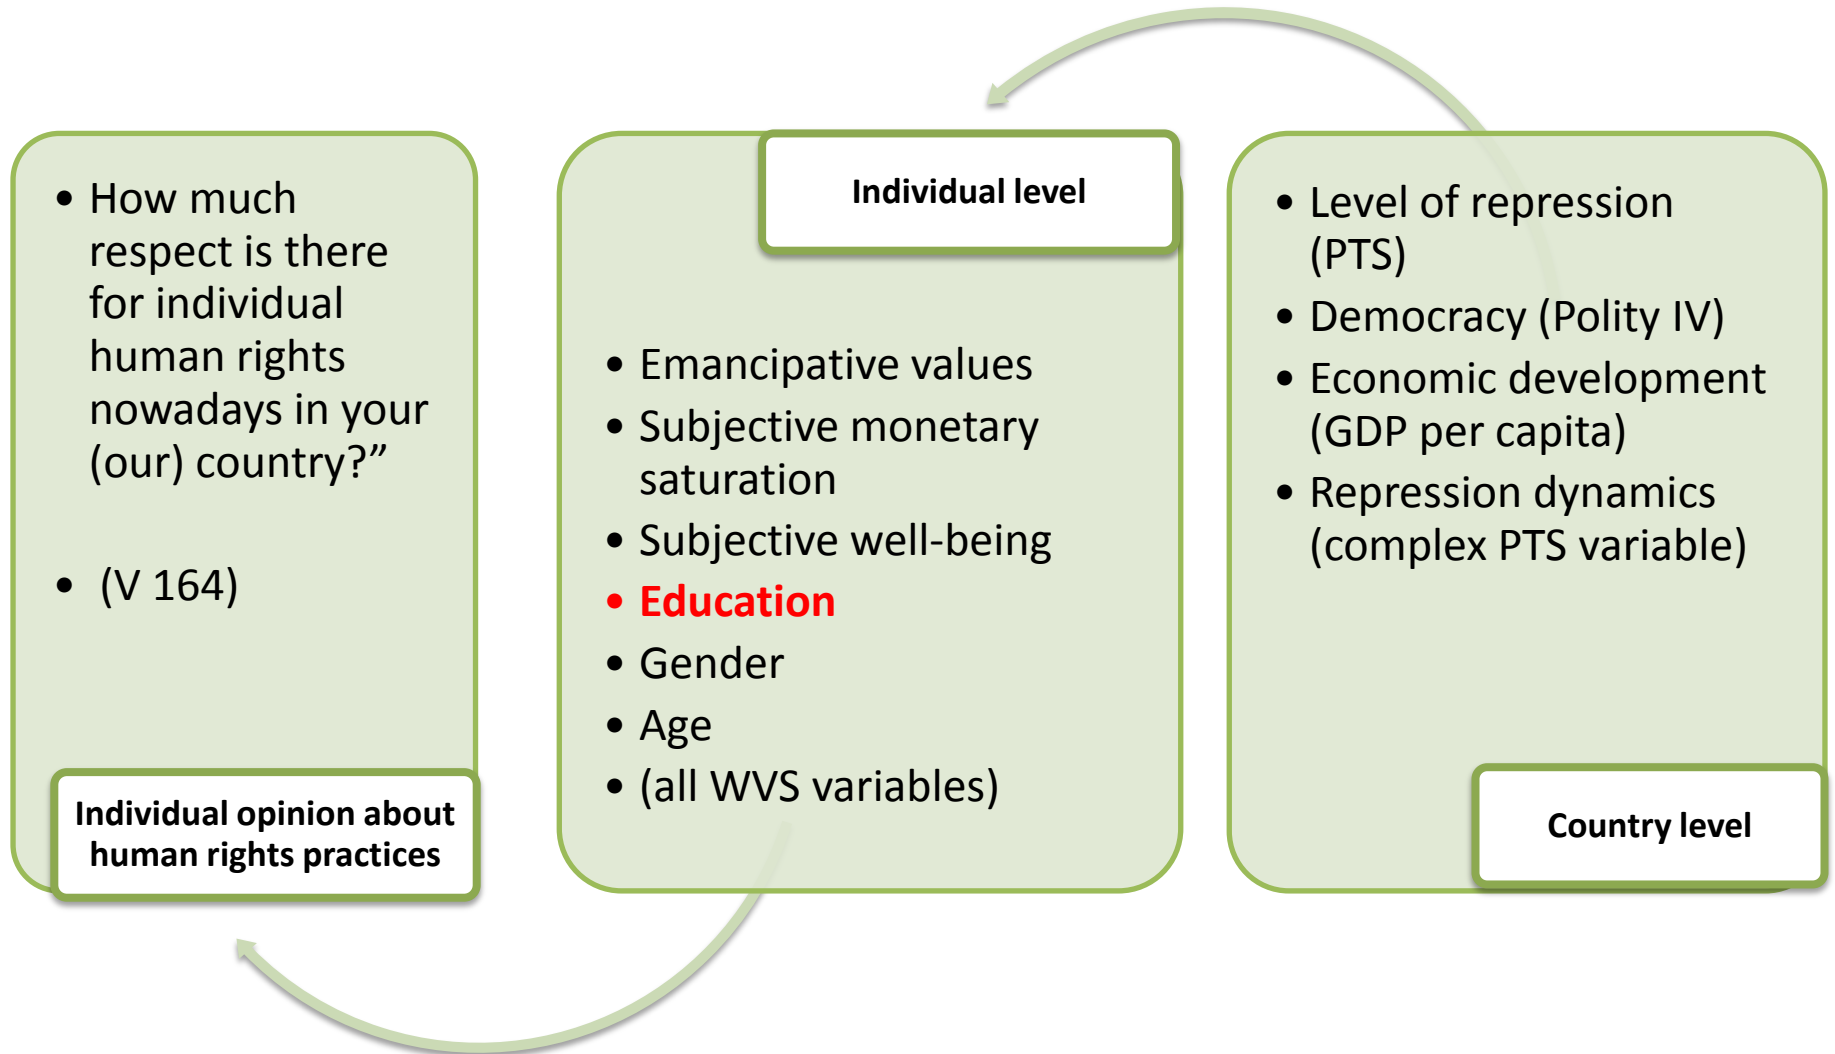 • How much
respect is there
for individual
human rights
nowadays in your
(our) country?”
• (V 164)
Individual opinion about
human rights practices
Individual level
• Emancipative values
• Subjective monetary
saturation
• Subjective well-being
• Education
• Gender
• Age
• (all WVS variables)
• Level of repression
(PTS)
• Democracy (Polity IV)
• Economic development
(GDP per capita)
• Repression dynamics
(complex PTS variable)
Country level